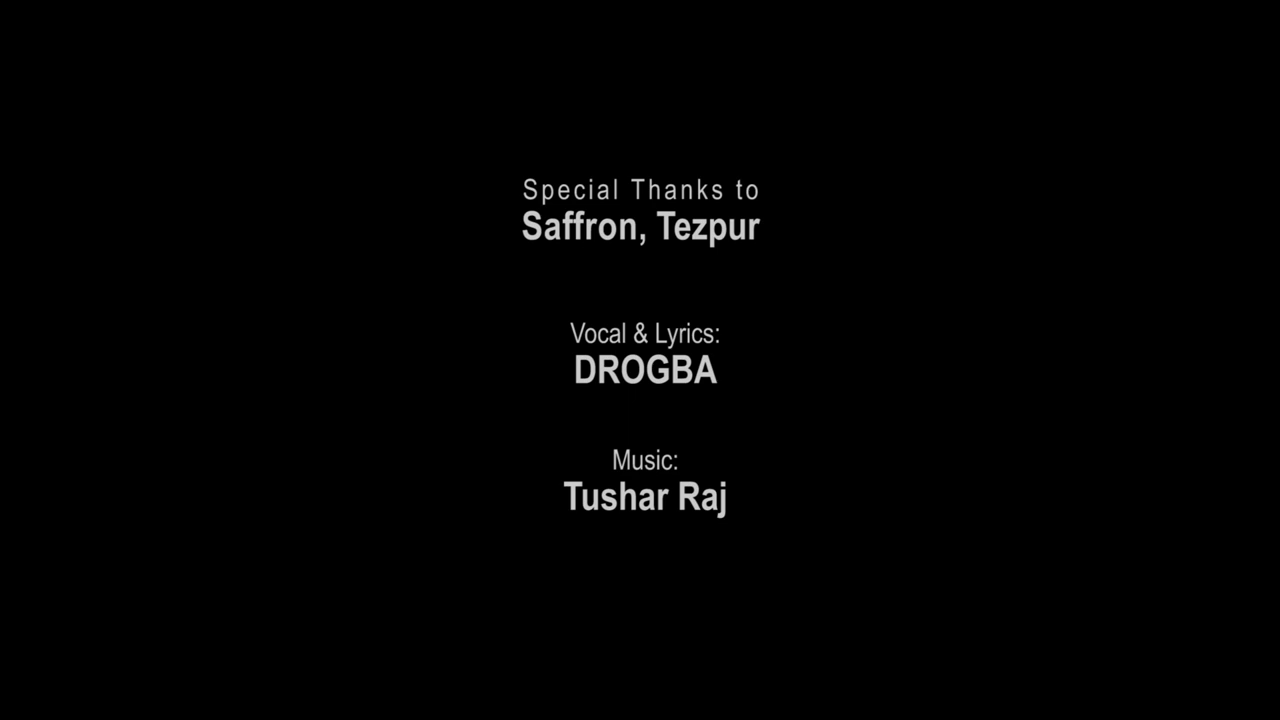 Special Thanks to
Saffron, Tezpur
Vocal & Lyrics:
DROGBA
Music:
Tushar Raj